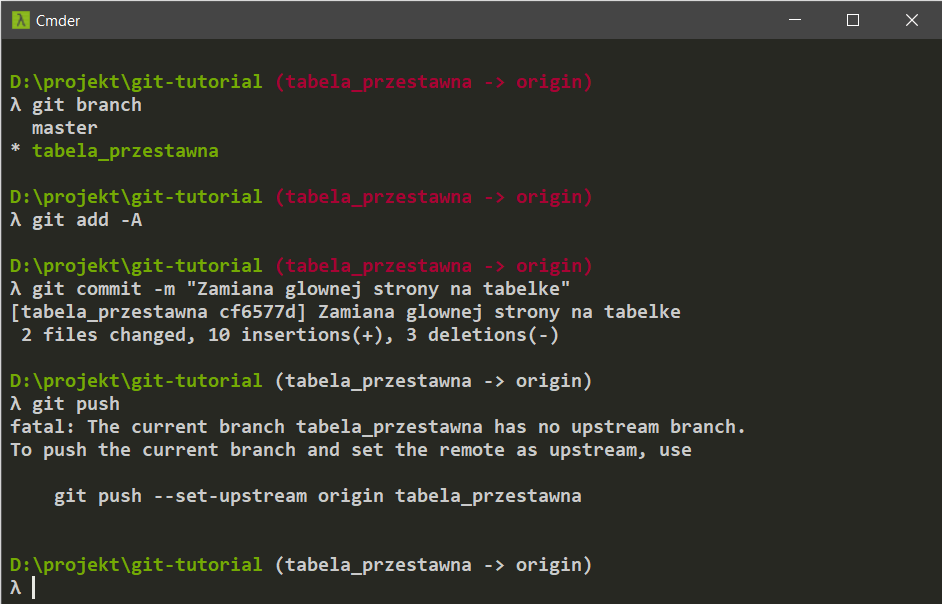 λ Cmder
D:\projekt\git-tutorial (tabela_przestawna -> origin)
λ git branch
  master
* tabela_przestawna
D:\projekt\git-tutorial (tabela_przestawna -> origin)
λ git add -A
D:\projekt\git-tutorial (tabela_przestawna -> origin)
λ git commit -m "Zamiana glownej strony na tabelke"
[tabela_przestawna cf6577d] Zamiana glownej strony na tabelke
 2 files changed, 10 insertions(+), 3 deletions(-)
D:\projekt\git-tutorial (tabela_przestawna -> origin)
λ git push
fatal: The current branch tabela_przestawna has no upstream branch.
To push the current branch and set the remote as upstream, use
    git push --set-upstream origin tabela_przestawna
D:\projekt\git-tutorial (tabela_przestawna -> origin)
λ